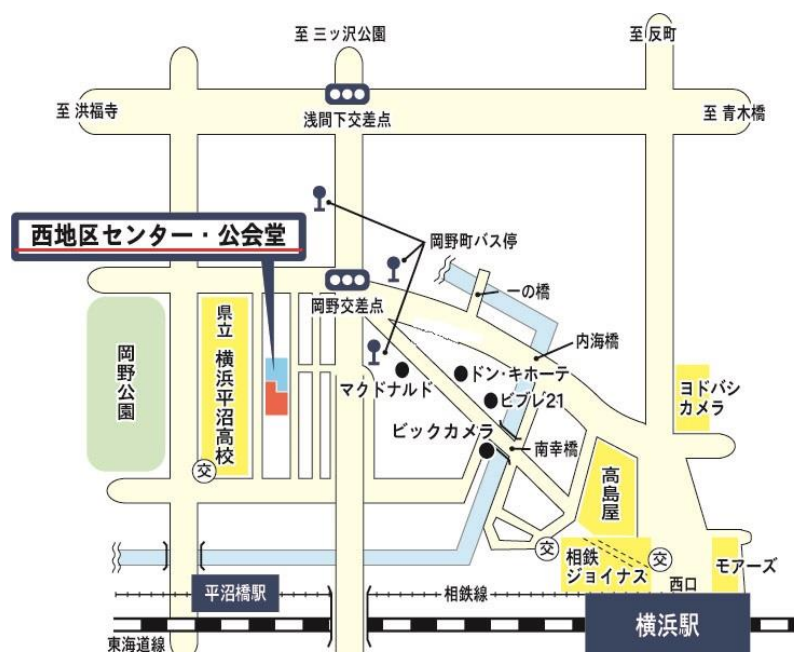 至 三ッ沢公園
至 反町
至 洪福寺
至 青木橋
浅間下交差点
西地区センター・公会堂
岡野町バス停
一の橋
岡野交差点
内海橋
岡野公園
県立 横浜平沼高校
マクドナルド
ドン・キホーテ
ビブレ21
ヨドバシ
カメラ
ビックカメラ
南幸橋
高島屋
交
交
交
相鉄
ジョイナス
西口
モアーズ
平沼橋駅
相鉄線
横浜駅
東海道線